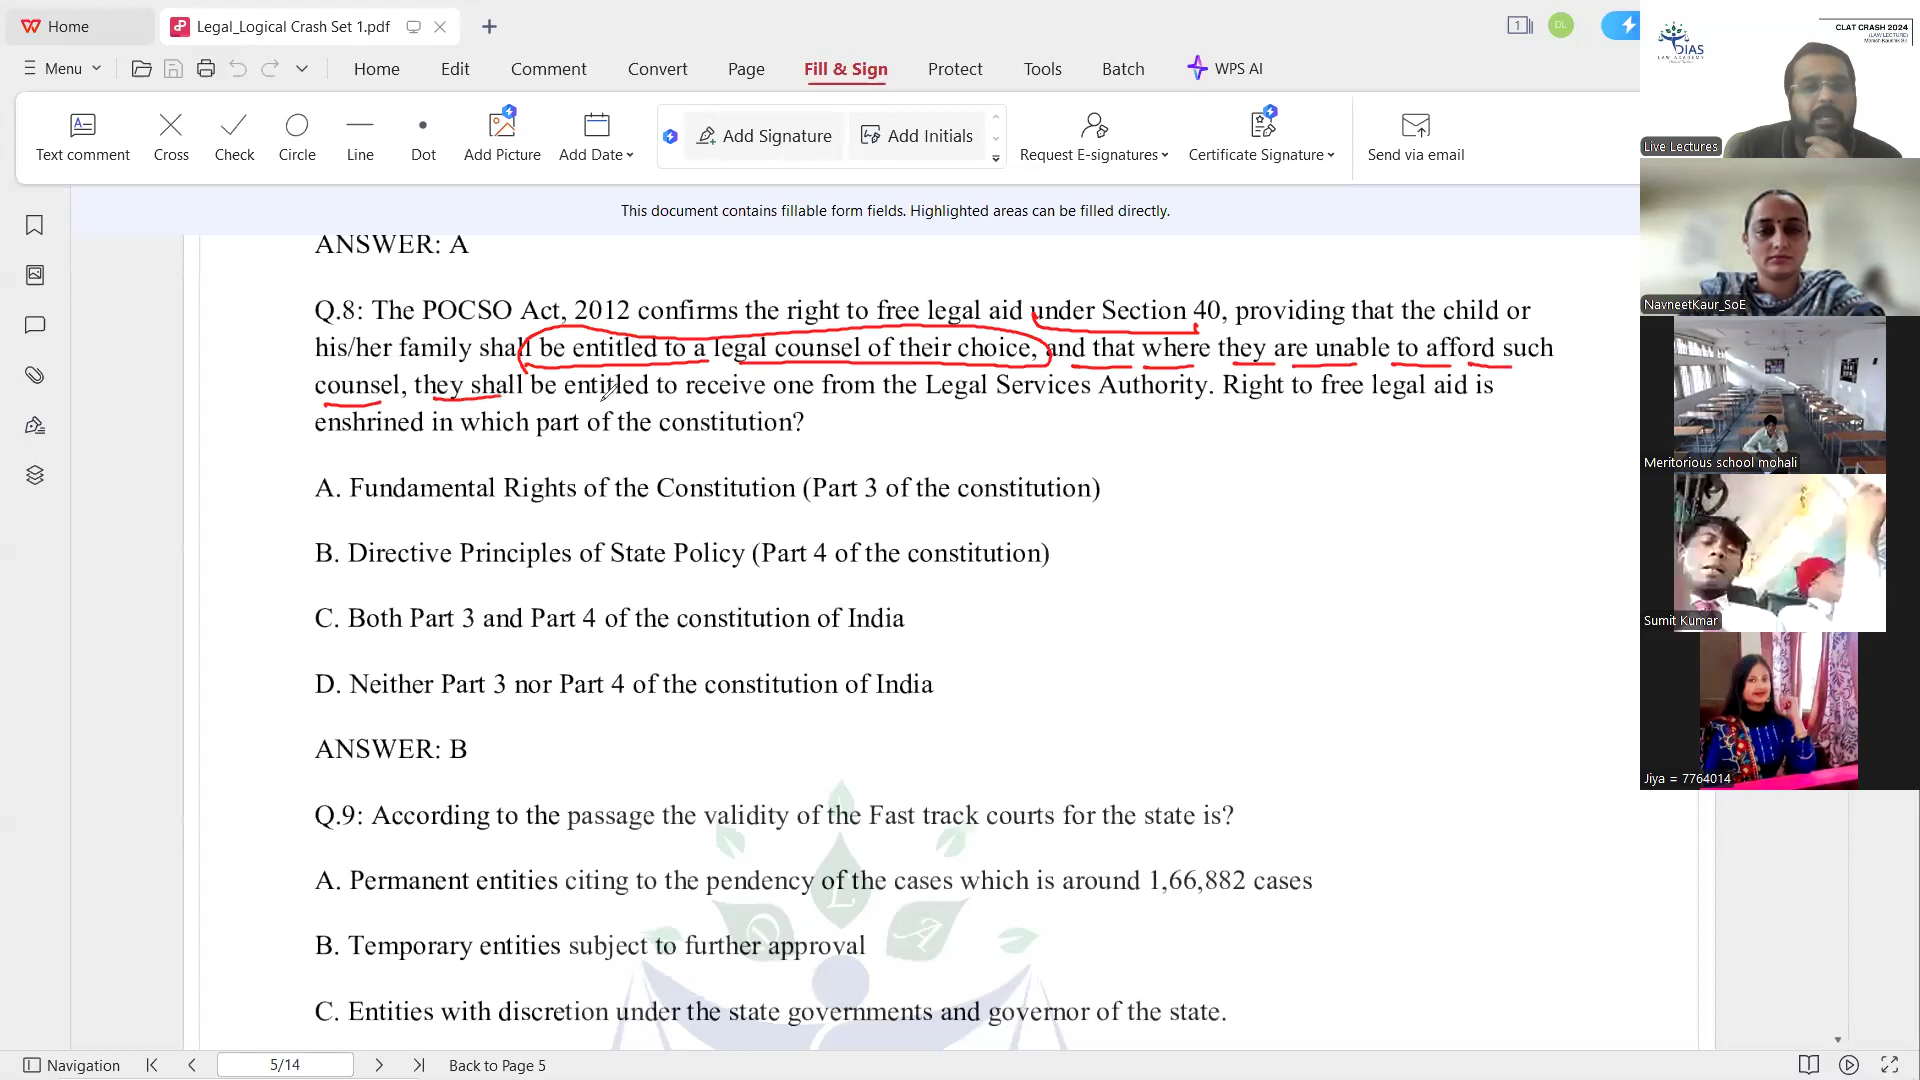 Home
Legal_Logical Crash Set 1.pdf
1
DL
Menu
Home
Edit
Comment
Convert
Page
Fill & Sign
Protect
Tools
Batch
WPS AI
Text comment
Cross
Check
Circle
Line
Dot
Add Picture
Add Date
Add Signature
Add Initials
Request E-signatures
Certificate Signature
Send via email
This document contains fillable form fields. Highlighted areas can be filled directly.
ANSWER: A
Q.8: The POCSO Act, 2012 confirms the right to free legal aid under Section 40, providing that the child or
his/her family shall be entitled to a legal counsel of their choice, and that where they are unable to afford such
counsel, they shall be entitled to receive one from the Legal Services Authority. Right to free legal aid is
enshrined in which part of the constitution?
A. Fundamental Rights of the Constitution (Part 3 of the constitution)
B. Directive Principles of State Policy (Part 4 of the constitution)
C. Both Part 3 and Part 4 of the constitution of India
D. Neither Part 3 nor Part 4 of the constitution of India
ANSWER: B
Q.9: According to the passage the validity of the Fast track courts for the state is?
A. Permanent entities citing to the pendency of the cases which is around 1,66,882 cases
B. Temporary entities subject to further approval
C. Entities with discretion under the state governments and governor of the state.
D L A
Navigation
5/14
Back to Page 5
DIAS
LAW ACADEMY
CLAT CRASH 2024
(LAW LECTURE)
Live Lectures
NavneetKaur_SoE
Meritorious school mohali
Sumit Kumar
Jiya = 7764014